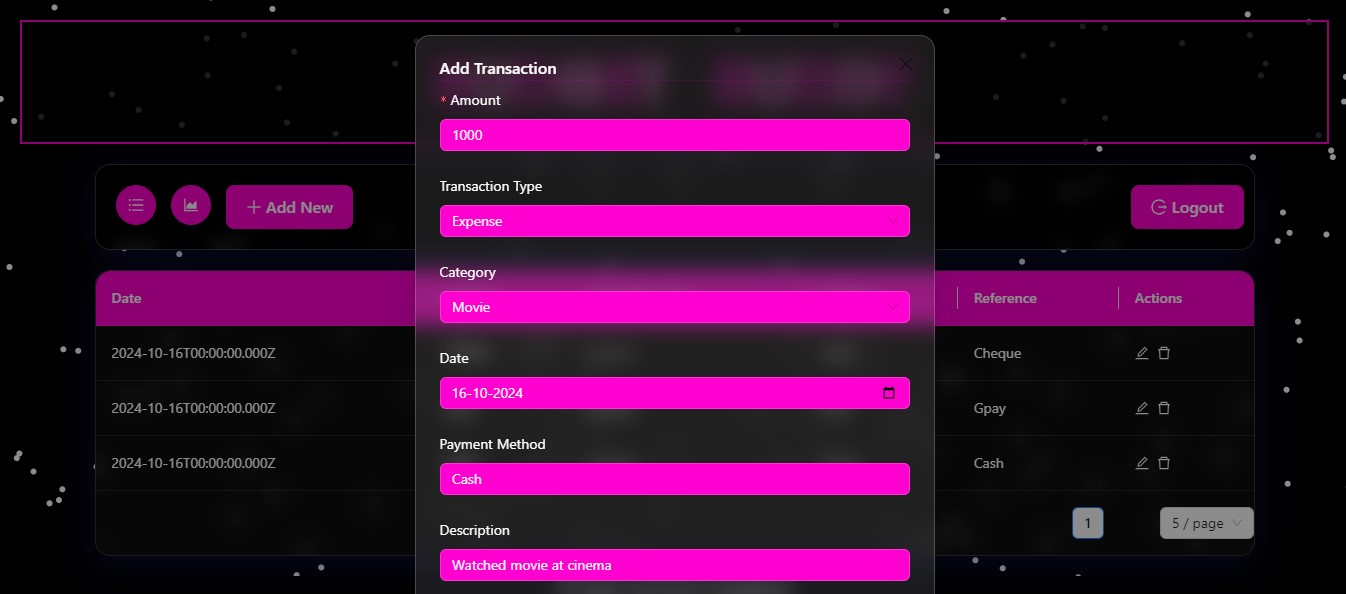 Add Transaction
* Amount
1000
Transaction Type
Expense
Category
Movie
Date
16-10-2024
Payment Method
Cash
Description
Watched movie at cinema
+ Add New
Logout
Date Reference Actions
2024-10-16T00:00:00.000Z Cheque
2024-10-16T00:00:00.000Z Gpay
2024-10-16T00:00:00.000Z Cash
1 5 / page